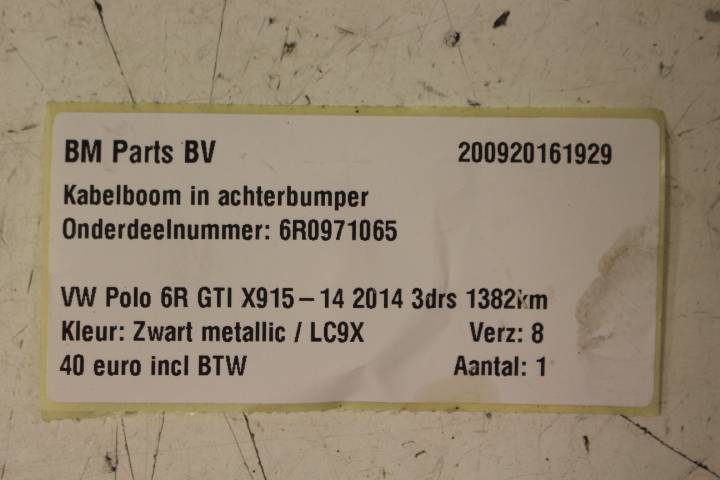 BM Parts BV 200920161929
Kabelboom in achterbumper
Onderdeelnummer: 6R0971065
VW Polo 6R GTI X915-14 2014 3drs 1382km
Kleur: Zwart metallic / LC9X Verz: 8
40 euro incl BTW Aantal: 1